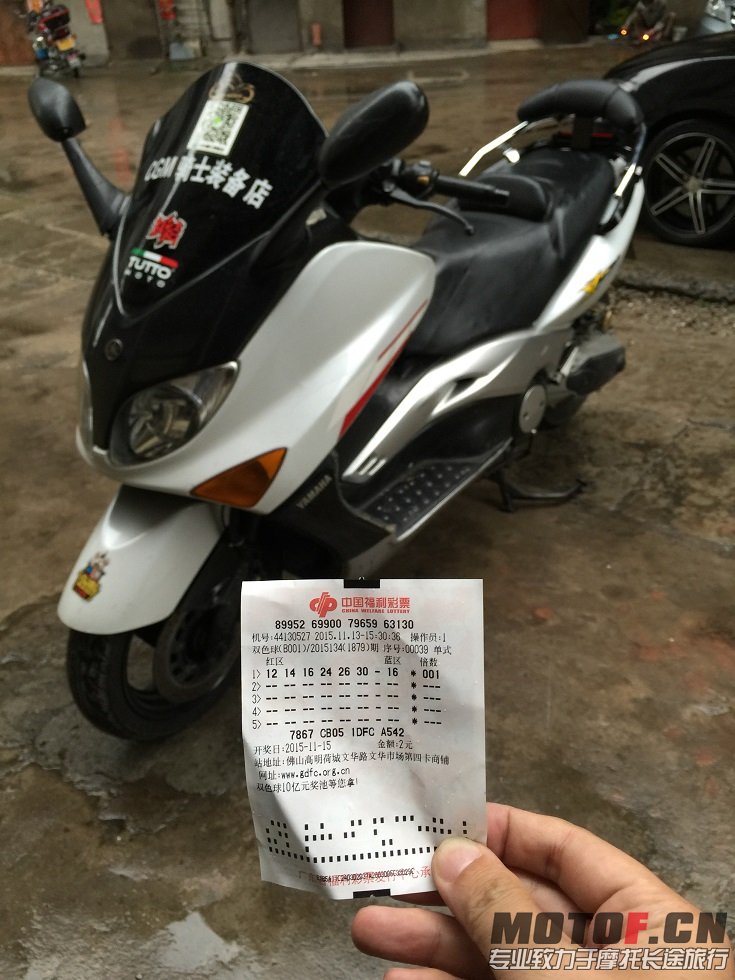 CGM 骑士装备店
TUTTO
MOTO
YAMAHA
中国福利彩票
CHINA WELFARE LOTTERY
89952 69900 79659 63130
机号:44130527 2015.11.13-15:30:36 操作员:1
双色球(B001)/2015134(1879)期 序号:00039 单式
红区 蓝区 倍数
1> 12 14 16 24 26 30 - 16 * 001
2> -- -- -- -- -- -- - -- * ---
3> -- -- -- -- -- -- - -- * ---
4> -- -- -- -- -- -- - -- * ---
5> -- -- -- -- -- -- - -- * ---
7867 CB05 1DFC A542
开奖日:2015-11-15 金额:2元
站地址:佛山高明荷城文华路文华市场第四卡商铺
网址:www.gdfc.org.cn
双色球10亿元奖池等您拿!
MOTOF.CN
专业致力于摩托长途旅行